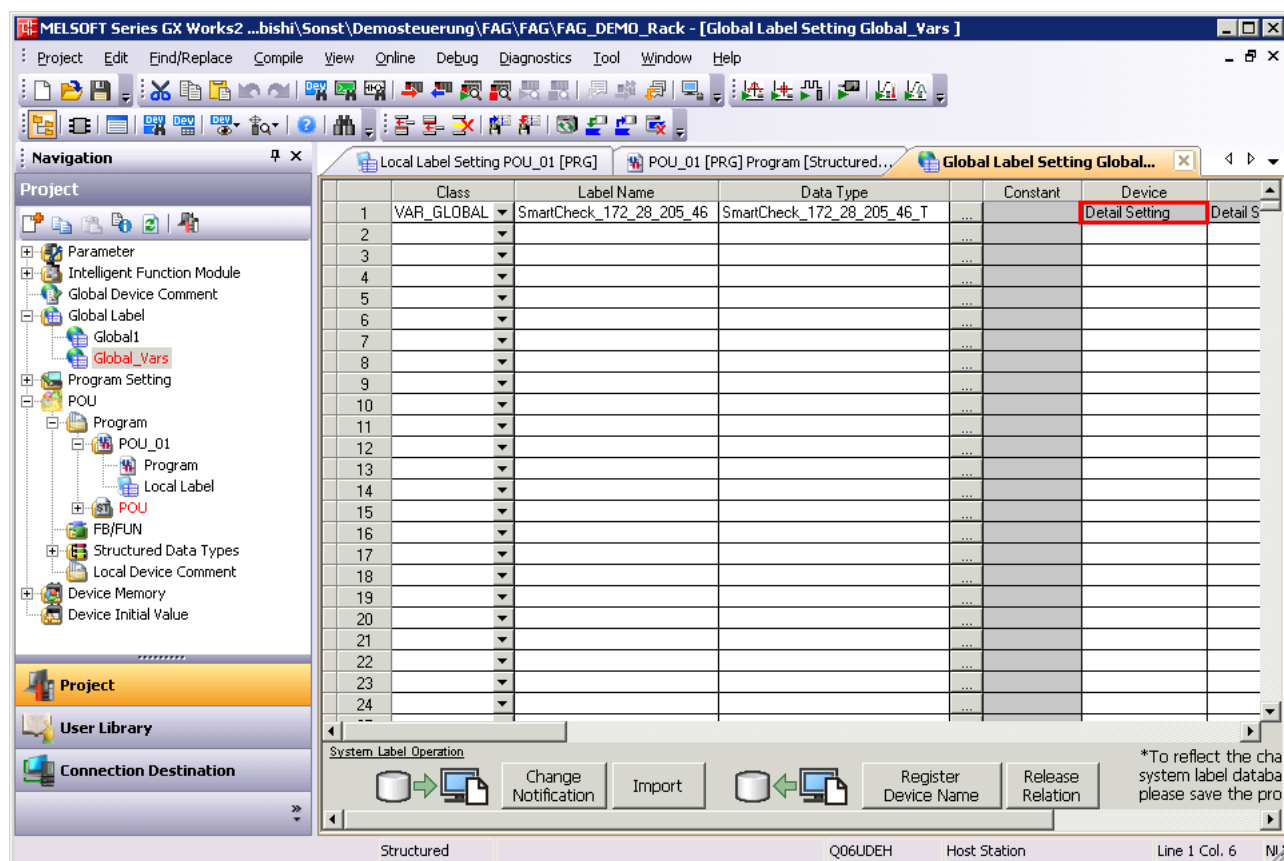 MELSOFT Series GX Works2 ...bishi\Sonst\Demosteuerung\FAG\FAG\FAG_DEMO_Rack - [Global Label Setting Global_Vars ]
Project Edit Find/Replace Compile View Online Debug Diagnostics Tool Window Help
Navigation
Project
Parameter
Intelligent Function Module
Global Device Comment
Global Label
Global1
Global_Vars
Program Setting
POU
Program
POU_01
Program
Local Label
POU
FB/FUN
Structured Data Types
Local Device Comment
Device Memory
Device Initial Value
Project
User Library
Connection Destination
Local Label Setting POU_01 [PRG] POU_01 [PRG] Program [Structured... Global Label Setting Global...
Class Label Name Data Type Constant Device
1 VAR_GLOBAL SmartCheck_172_28_205_46 SmartCheck_172_28_205_46_T ... Detail Setting Detail S
2 ...
3 ...
4 ...
5 ...
6 ...
7 ...
8 ...
9 ...
10 ...
11 ...
12 ...
13 ...
14 ...
15 ...
16 ...
17 ...
18 ...
19 ...
20 ...
21 ...
22 ...
23 ...
24 ...
System Label Operation
Change Notification
Import
Register Device Name
Release Relation
*To reflect the cha
system label databa
please save the pro
Structured Q06UDEH Host Station Line 1 Col. 6